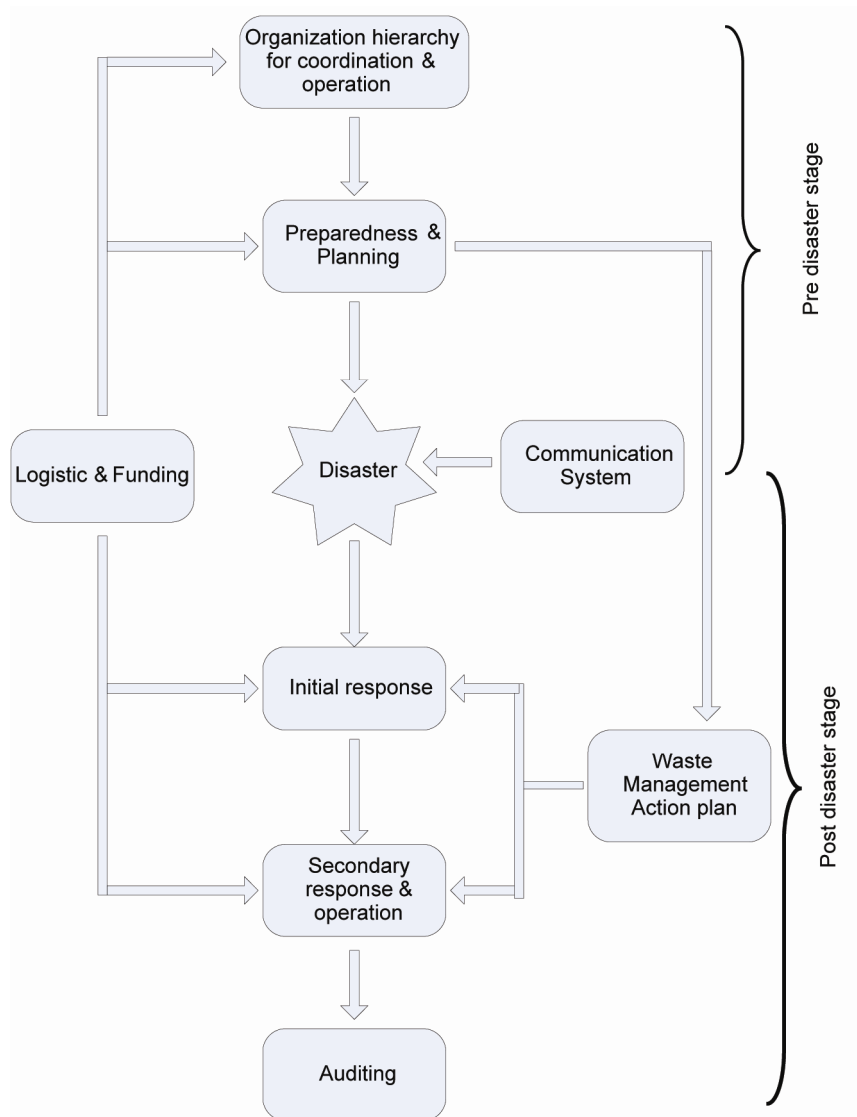 Organization hierarchy
for coordination &
operation
Preparedness &
Planning
Pre disaster stage
Logistic & Funding
Disaster
Communication
System
Initial response
Waste
Management
Action plan
Post disaster stage
Secondary
response &
operation
Auditing